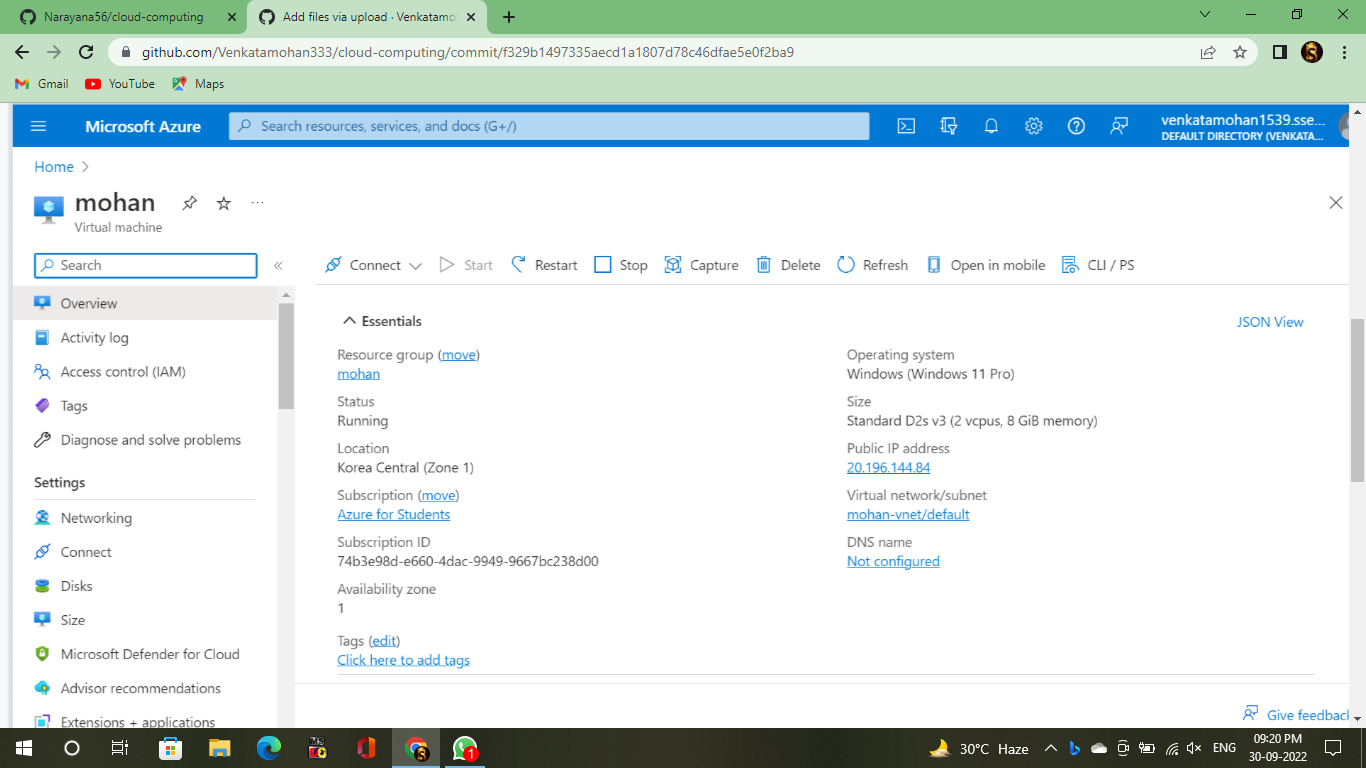 Narayana56/cloud-computing
Add files via upload · Venkatamo
github.com/Venkatamohan333/cloud-computing/commit/f329b1497335aecd1a1807d78c46dfae5e0f2ba9
Gmail
YouTube
Maps
Microsoft Azure
Search resources, services, and docs (G+/)
venkatamohan1539.sse...
DEFAULT DIRECTORY (VENKATA...
Home >
mohan
...
Virtual machine
Search
«
Connect
Start
Restart
Stop
Capture
Delete
Refresh
Open in mobile
CLI / PS
Overview
Activity log
Access control (IAM)
Tags
Diagnose and solve problems
Settings
Networking
Connect
Disks
Size
Microsoft Defender for Cloud
Advisor recommendations
Extensions + applications
Essentials
JSON View
Resource group (move)
mohan
Status
Running
Location
Korea Central (Zone 1)
Subscription (move)
Azure for Students
Subscription ID
74b3e98d-e660-4dac-9949-9667bc238d00
Availability zone
1
Tags (edit)
Click here to add tags
Operating system
Windows (Windows 11 Pro)
Size
Standard D2s v3 (2 vcpus, 8 GiB memory)
Public IP address
20.196.144.84
Virtual network/subnet
mohan-vnet/default
DNS name
Not configured
Give feedback
1
30°C Haze
ENG
09:20 PM
30-09-2022